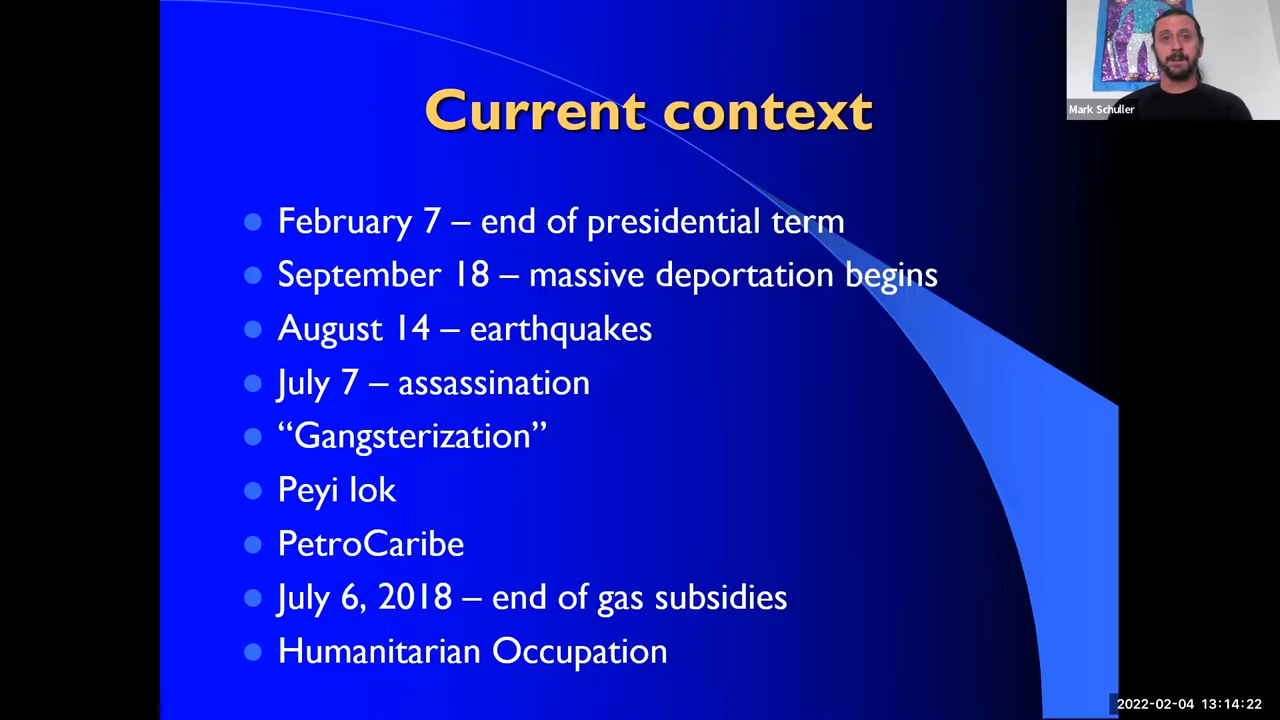 Current context
Mark Schuller
February 7 – end of presidential term
September 18 – massive deportation begins
August 14 – earthquakes
July 7 – assassination
“Gangsterization”
Peyi lok
PetroCaribe
July 6, 2018 – end of gas subsidies
Humanitarian Occupation
2022-02-04 13:14:22